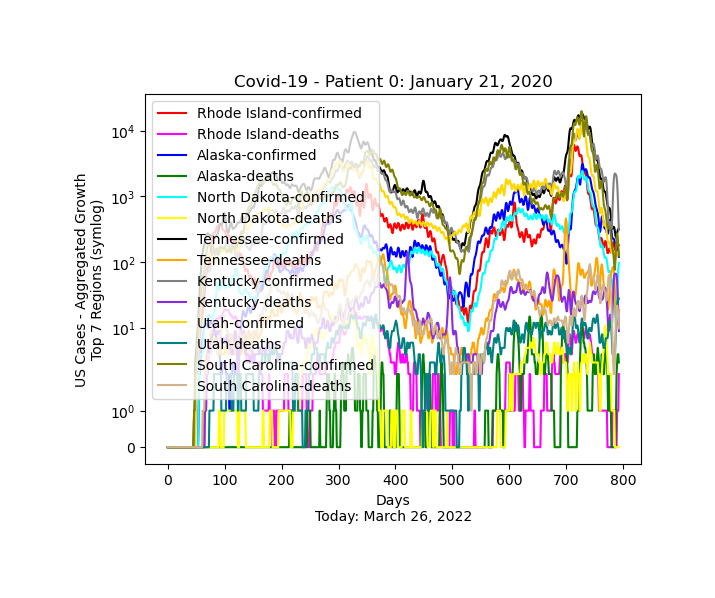 Covid-19 - Patient 0: January 21, 2020
US Cases - Aggregated Growth
Top 7 Regions (symlog)
10^4
10^3
10^2
10^1
10^0
0
Rhode Island-confirmed
Rhode Island-deaths
Alaska-confirmed
Alaska-deaths
North Dakota-confirmed
North Dakota-deaths
Tennessee-confirmed
Tennessee-deaths
Kentucky-confirmed
Kentucky-deaths
Utah-confirmed
Utah-deaths
South Carolina-confirmed
South Carolina-deaths
0 100 200 300 400 500 600 700 800
Days
Today: March 26, 2022